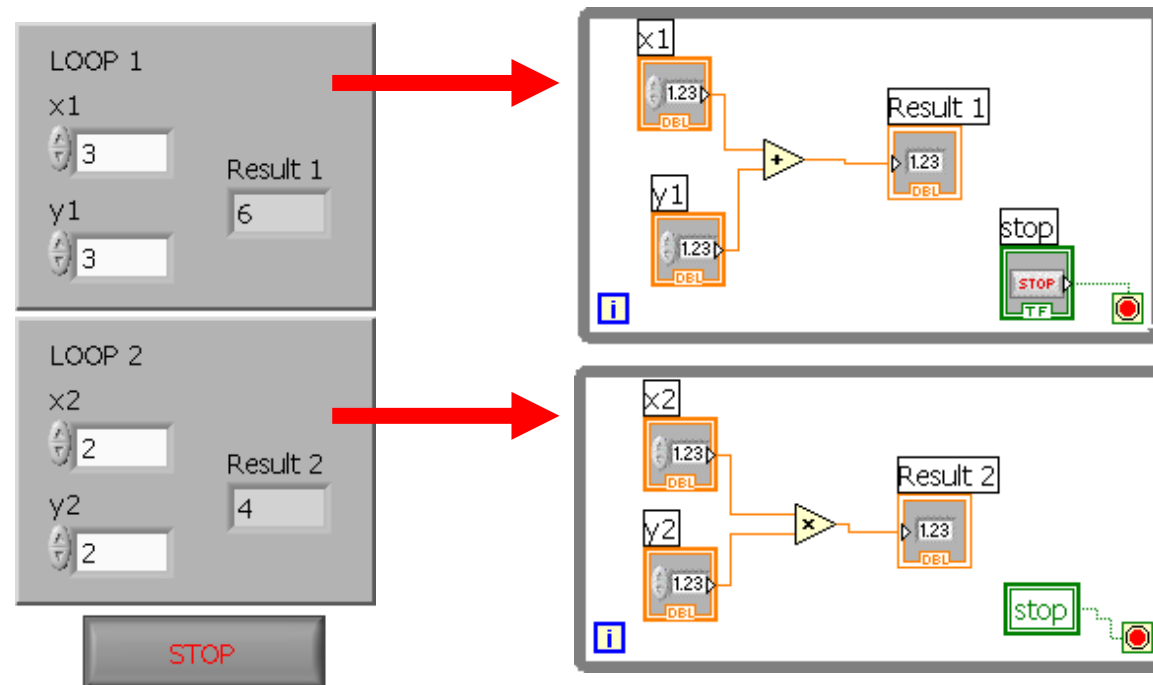 LOOP 1
x1
3
Result 1
6
y1
3
LOOP 2
x2
2
Result 2
4
y2
2
STOP
x1
1.23
DBL
Result 1
1.23
DBL
+
y1
1.23
DBL
stop
STOP
TF
i
x2
1.23
DBL
Result 2
1.23
DBL
x
y2
1.23
DBL
stop
i